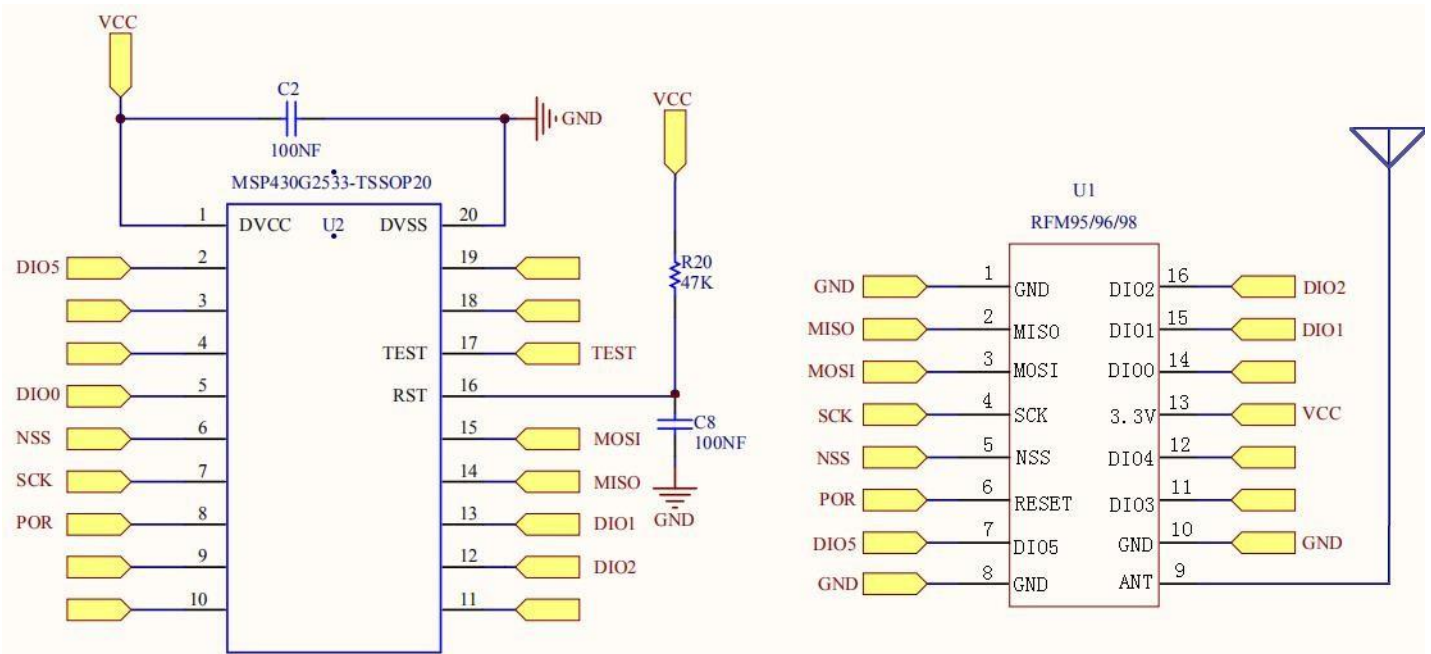 VCC
C2
100NF
GND
VCC
MSP430G2533-TSSOP20
1
DVCC
U2
DVSS
20
DIO5
2
19
3
18
4
TEST
17
TEST
DIO0
5
RST
16
NSS
6
15
MOSI
SCK
7
14
MISO
POR
8
13
DIO1
9
12
DIO2
10
11
R20
47K
C8
100NF
GND
U1
RFM95/96/98
GND
1
GND
DIO2
16
DIO2
MISO
2
MISO
DIO1
15
DIO1
MOSI
3
MOSI
DIO0
14
SCK
4
SCK
3.3V
13
VCC
NSS
5
NSS
DIO4
12
POR
6
RESET
DIO3
11
DIO5
7
DIO5
GND
10
GND
GND
8
GND
ANT
9